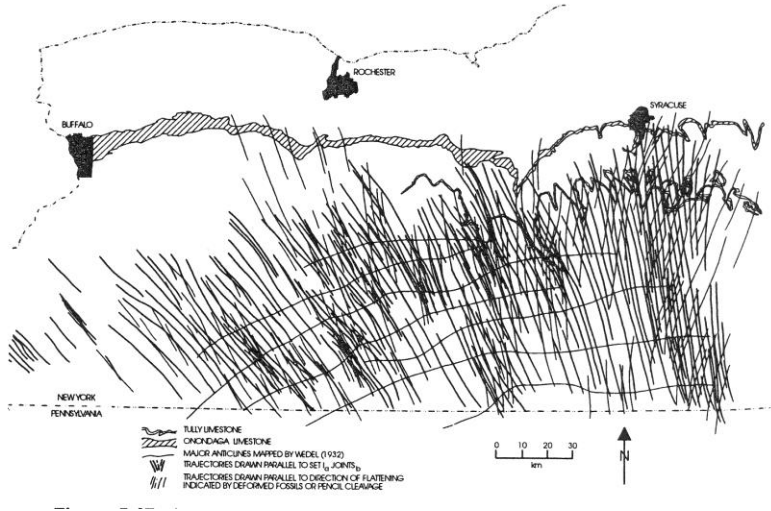 ROCHESTER
SYRACUSE
BUFFALO
NEW YORK
PENNSYLVANIA
TULLY LIMESTONE
ONONDAGA LIMESTONE
MAJOR ANTICLINES MAPPED BY WEDEL (1932)
TRAJECTORIES DRAWN PARALLEL TO SET Ia JOINTSb
TRAJECTORIES DRAWN PARALLEL TO DIRECTION OF FLATTENING
INDICATED BY DEFORMED FOSSILS OR PENCIL CLEAVAGE
0 10 20 30
km
N